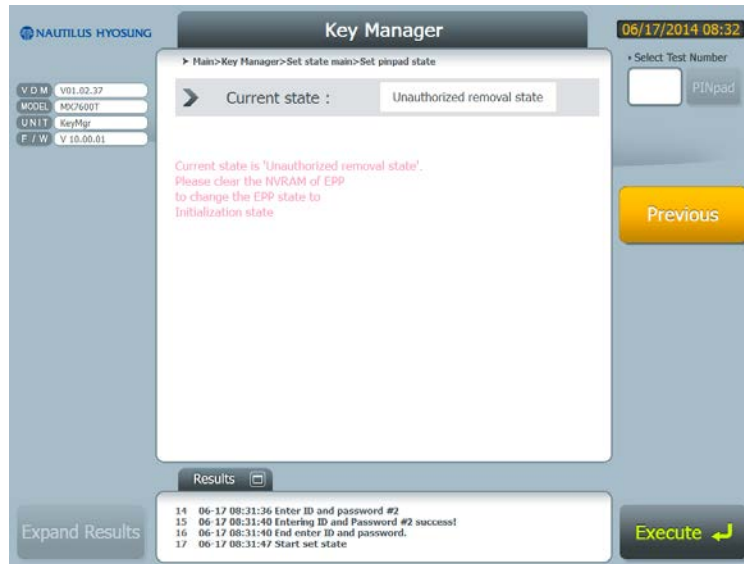 NAUTILUS HYOSUNG
Key Manager
06/17/2014 08:32
Main>Key Manager>Set state main>Set pinpad state
Select Test Number
PINpad
VDM V01.02.37
MODEL MX7600T
UNIT KeyMgr
F/W V 10.00.01
Current state : Unauthorized removal state
Current state is 'Unauthorized removal state'.
Please clear the NVRAM of EPP
to change the EPP state to
Initialization state
Previous
Results
14 06-17 08:31:36 Enter ID and password #2
15 06-17 08:31:40 Entering ID and Password #2 success!
16 06-17 08:31:40 End enter ID and password.
17 06-17 08:31:47 Start set state
Expand Results
Execute